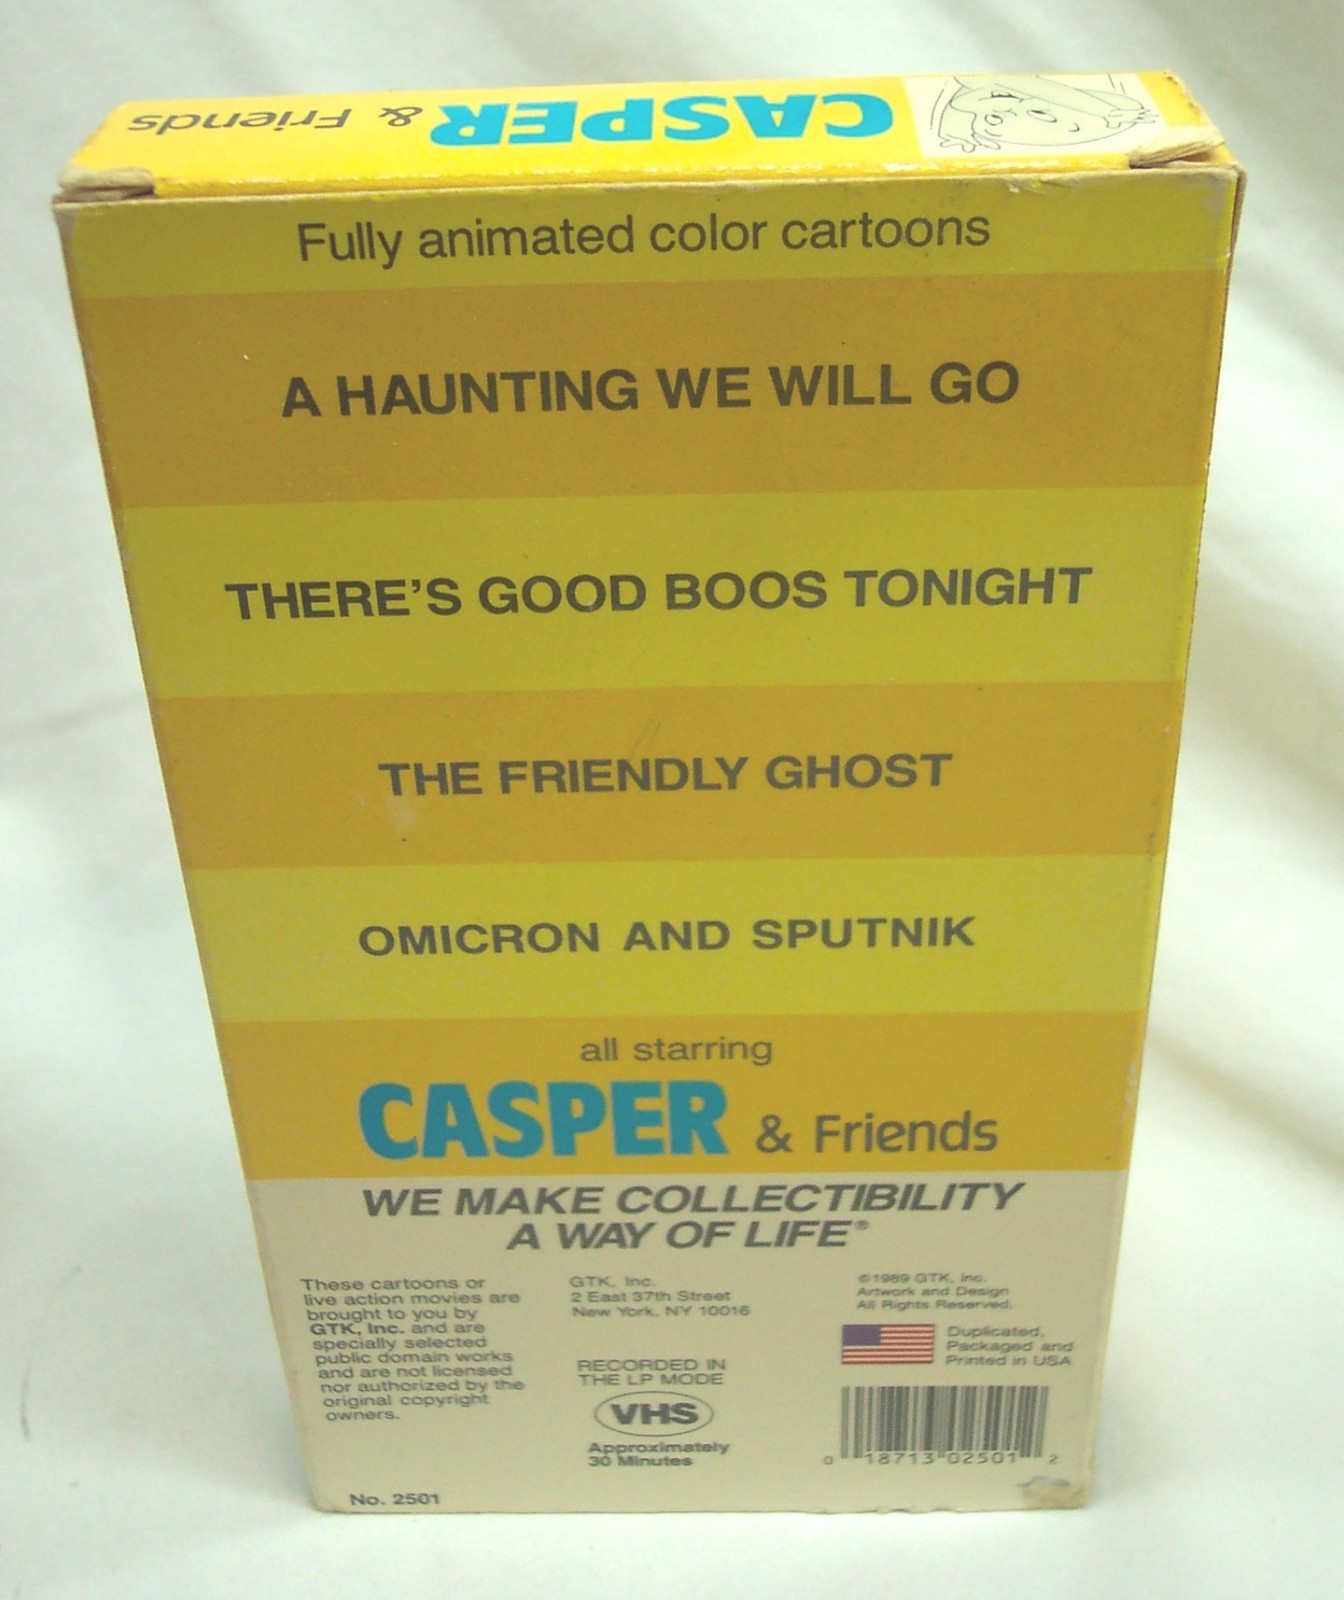 CASPER & Friends
Fully animated color cartoons
A HAUNTING WE WILL GO
THERE'S GOOD BOOS TONIGHT
THE FRIENDLY GHOST
OMICRON AND SPUTNIK
all starring
CASPER & Friends
WE MAKE COLLECTIBILITY
A WAY OF LIFE®
These cartoons or
live action movies are
brought to you by
GTK, Inc. and are
specially selected
public domain works
and are not licensed
nor authorized by the
original copyright
owners.
No. 2501
GTK, Inc.
2 East 37th Street
New York, NY 10016
RECORDED IN
THE LP MODE
VHS
Approximately
30 Minutes
©1989 GTK, Inc.
Artwork and Design
All Rights Reserved.
Duplicated,
Packaged and
Printed in USA
0 18713 02501 2